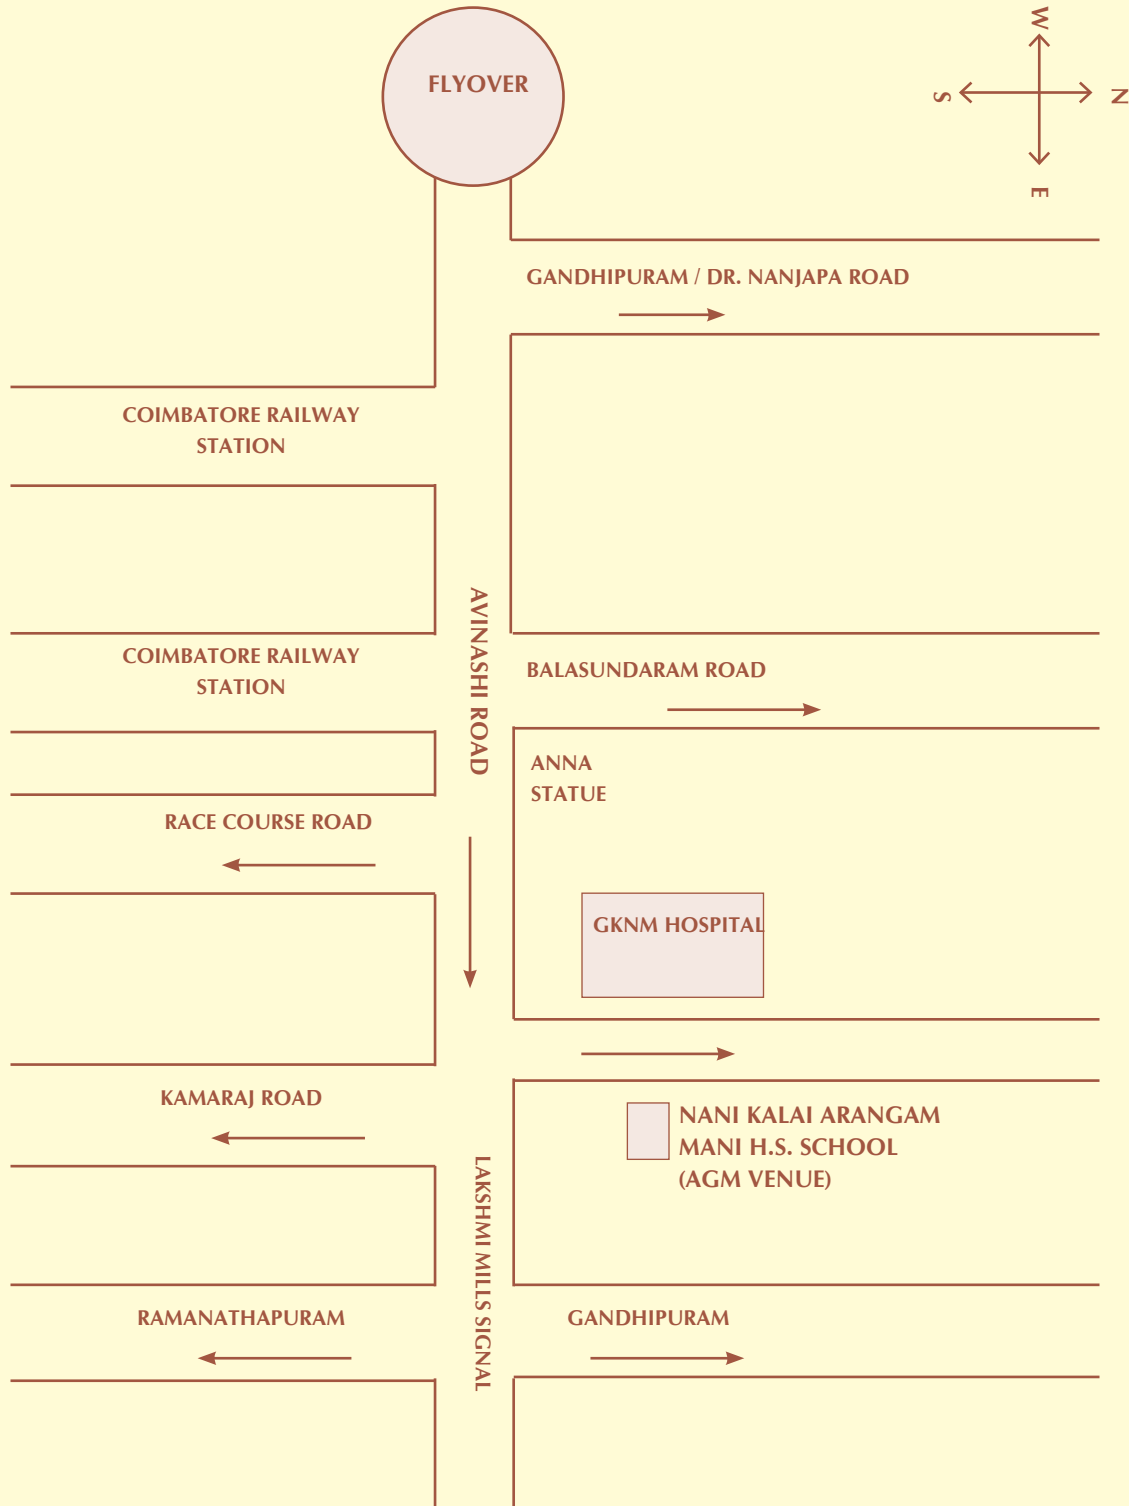 FLYOVER
W
S
N
E
GANDHIPURAM / DR. NANJAPA ROAD
COIMBATORE RAILWAY
STATION
AVINASHI ROAD
COIMBATORE RAILWAY
STATION
BALASUNDARAM ROAD
ANNA
STATUE
RACE COURSE ROAD
GKNM HOSPITAL
KAMARAJ ROAD
NANI KALAI ARANGAM
MANI H.S. SCHOOL
(AGM VENUE)
LAKSHMI MILLS SIGNAL
RAMANATHAPURAM
GANDHIPURAM